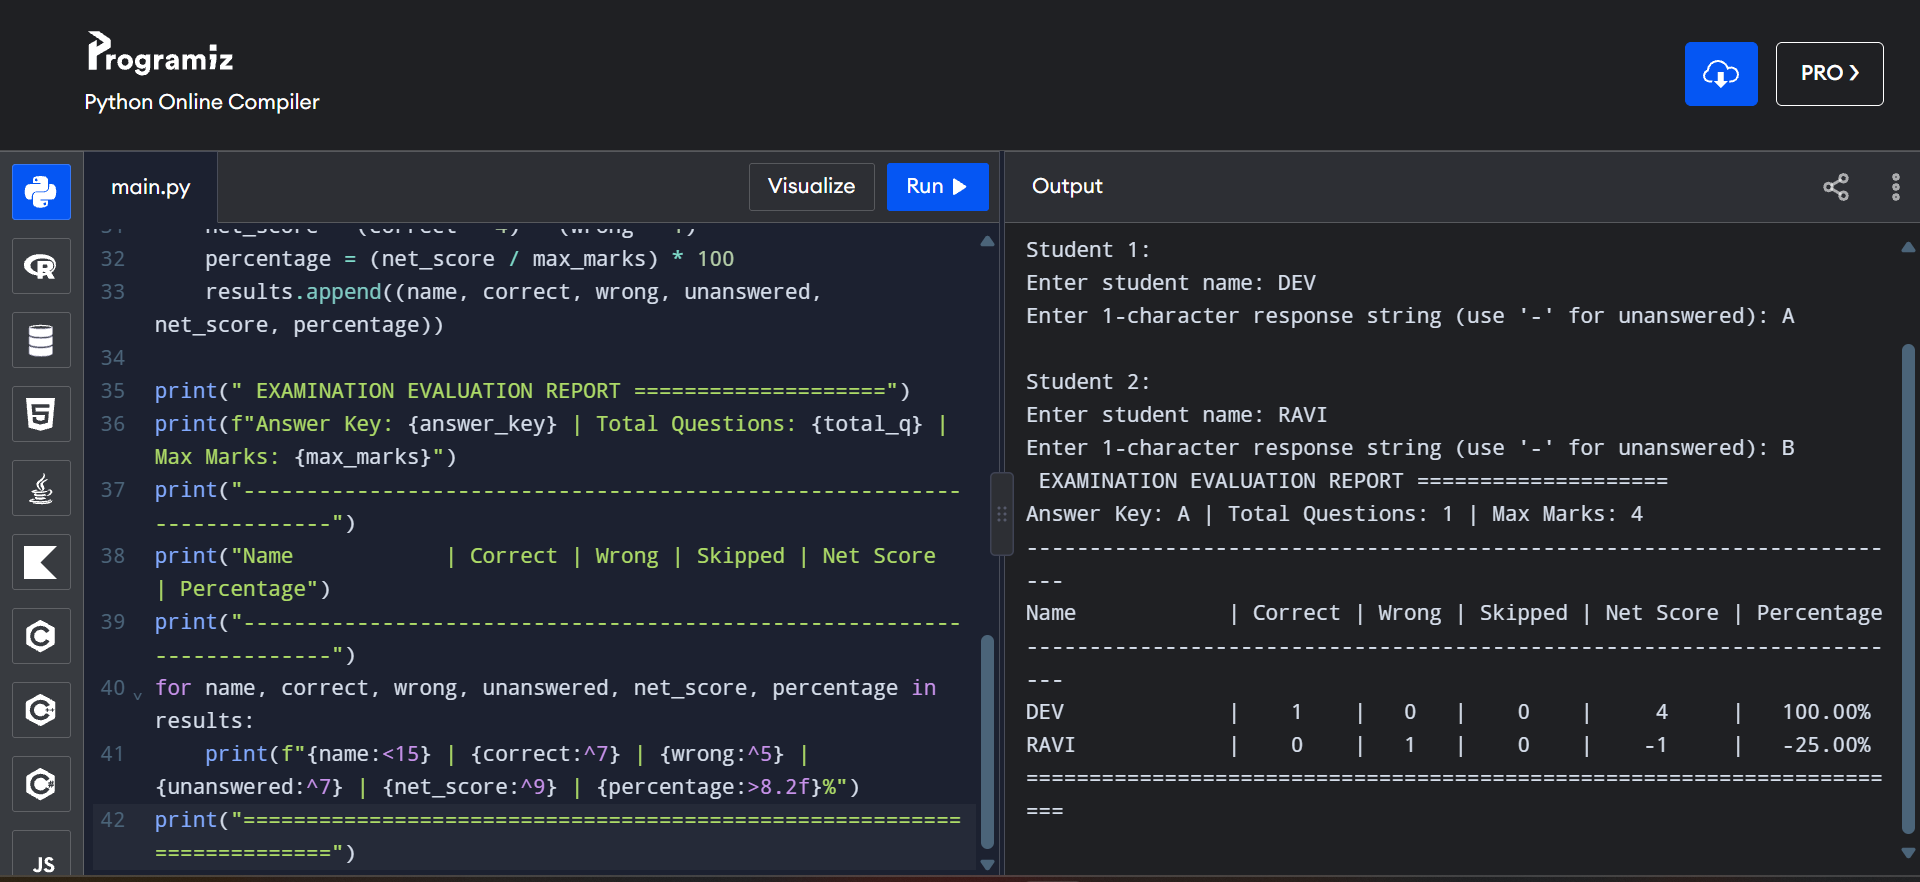 Programiz
Python Online Compiler
PRO
main.py
Visualize
Run
Output
31 net_score = (correct * 4) - (wrong * 1)
32 percentage = (net_score / max_marks) * 100
33 results.append((name, correct, wrong, unanswered,
net_score, percentage))
34
35 print(" EXAMINATION EVALUATION REPORT ====================")
36 print(f"Answer Key: {answer_key} | Total Questions: {total_q} |
Max Marks: {max_marks}")
37 print("---------------------------------------------------------
--------------")
38 print("Name            | Correct | Wrong | Skipped | Net Score
| Percentage")
39 print("---------------------------------------------------------
--------------")
40 for name, correct, wrong, unanswered, net_score, percentage in
results:
41 print(f"{name:<15} | {correct:^7} | {wrong:^5} |
{unanswered:^7} | {net_score:^9} | {percentage:>8.2f}%")
42 print("=========================================================
==============")
JS
Student 1:
Enter student name: DEV
Enter 1-character response string (use '-' for unanswered): A
Student 2:
Enter student name: RAVI
Enter 1-character response string (use '-' for unanswered): B
EXAMINATION EVALUATION REPORT ====================
Answer Key: A | Total Questions: 1 | Max Marks: 4
--------------------------------------------------------------------
---
Name            | Correct | Wrong | Skipped | Net Score | Percentage
--------------------------------------------------------------------
---
DEV             |    1    |   0   |    0    |     4     |   100.00%
RAVI            |    0    |   1   |    0    |    -1     |   -25.00%
====================================================================
===